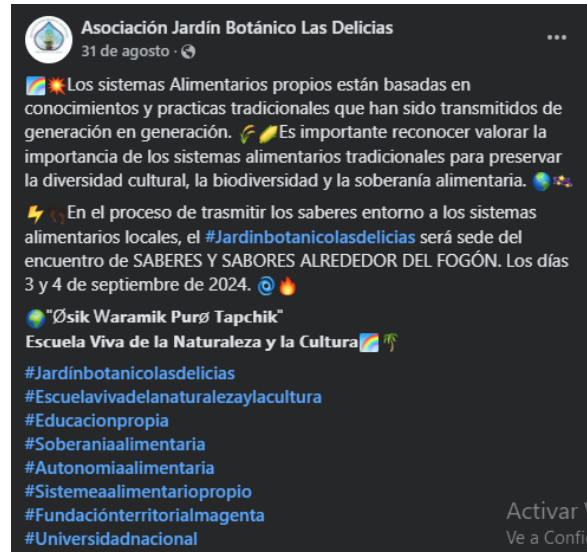 Asociación Jardín Botánico Las Delicias
31 de agosto ·
🌈💥Los sistemas Alimentarios propios están basadas en
conocimientos y practicas tradicionales que han sido transmitidos de
generación en generación. 🌾🌽Es importante reconocer valorar la
importancia de los sistemas alimentarios tradicionales para preservar
la diversidad cultural, la biodiversidad y la soberanía alimentaria. 🌍💫
⚡👣En el proceso de trasmitir los saberes entorno a los sistemas
alimentarios locales, el #Jardinbotanicolasdelicias será sede del
encuentro de SABERES Y SABORES ALREDEDOR DEL FOGÓN. Los días
3 y 4 de septiembre de 2024. 🌀🔥
🌍"Øsik Waramik Purø Tapchik"
Escuela Viva de la Naturaleza y la Cultura🌈🌴
#Jardínbotanicolasdelicias
#Escuelavivadelanaturalezaylacultura
#Educacionpropia
#Soberaniaalimentaria
#Autonomiaalimentaria
#Sistemeaalimentariopropio
#Fundaciónterritorialmagenta
#Universidadnacional
Activar
Ve a Confi